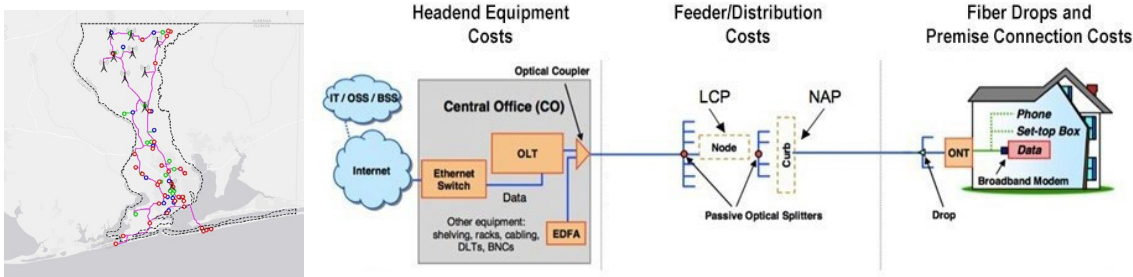 Headend Equipment
Costs
Feeder/Distribution
Costs
Fiber Drops and
Premise Connection Costs
Optical Coupler
IT / OSS / BSS
Central Office (CO)
LCP
NAP
Phone
Set-top Box
Data
OLT
Node
Curb
ONT
Internet
Ethernet
Switch
Data
Broadband Modem
Passive Optical Splitters
Drop
Other equipment:
shelving, racks, cabling,
DLTs, BNCs
EDFA